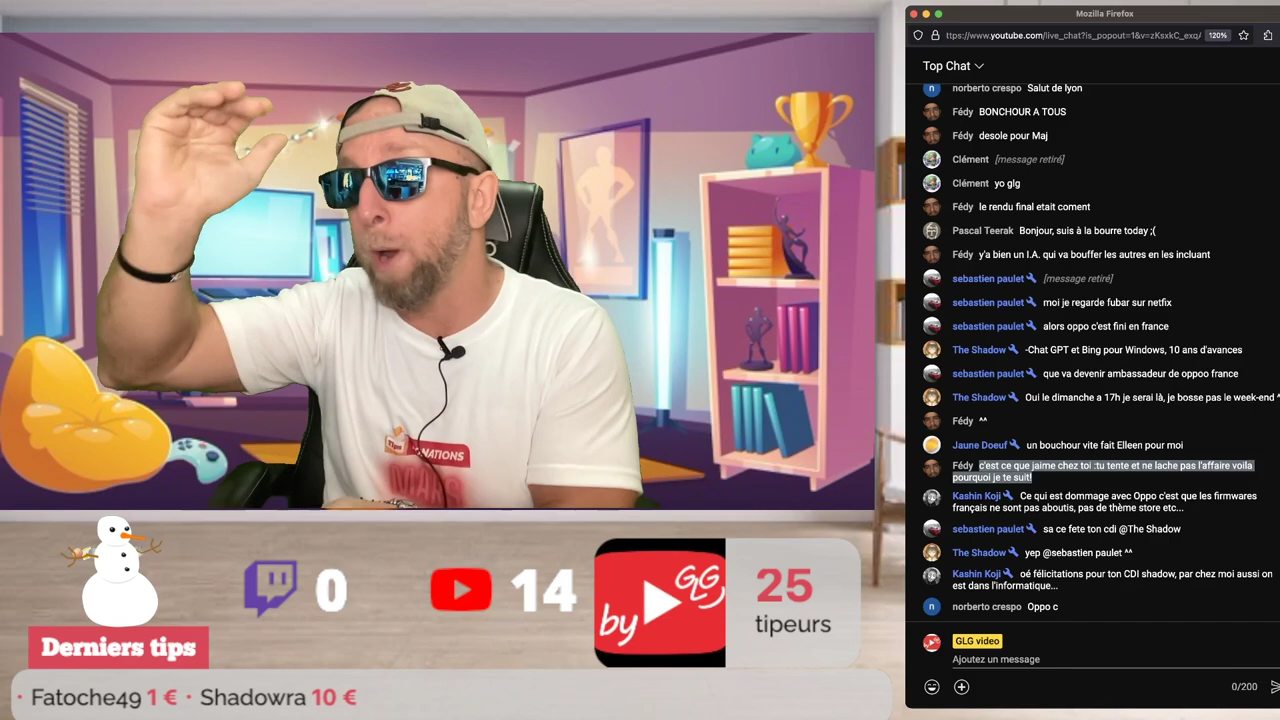 Mozilla Firefox
ttps://www.youtube.com/live_chat?is_popout=1&v=zKsxkC_exq/
120%
Top Chat
n norberto crespo Salut de lyon
Fédy BONCHOUR A TOUS
Fédy desole pour Maj
Clément [message retiré]
Clément yo glg
Fédy le rendu final etait coment
Pascal Teerak Bonjour, suis à la bourre today ;(
Fédy y'a bien un I.A. qui va bouffer les autres en les incluant
sebastien paulet [message retiré]
sebastien paulet moi je regarde fubar sur netfix
sebastien paulet alors oppo c'est fini en france
The Shadow -Chat GPT et Bing pour Windows, 10 ans d'avances
sebastien paulet que va devenir ambassadeur de oppoo france
The Shadow Oui le dimanche a 17h je serai là, je bosse pas le week-end ^
Fédy ^^
Jaune Doeuf un bouchour vite fait Elleen pour moi
Fédy c'est ce que jaime chez toi :tu tente et ne lache pas l'affaire voila
pourquoi je te suit!
Kashin Koji Ce qui est dommage avec Oppo c'est que les firmwares
français ne sont pas aboutis, pas de thème store etc...
sebastien paulet sa ce fete ton cdi @The Shadow
The Shadow yep @sebastien paulet ^^
Kashin Koji oé félicitations pour ton CDI shadow, par chez moi aussi on
est dans l'informatique...
n norberto crespo Oppo c
GLG video
Ajoutez un message
0/200
Tips
NATIONS
0
14
by GLG
25
tipeurs
Derniers tips
· Fatoche49 1 € · Shadowra 10 €